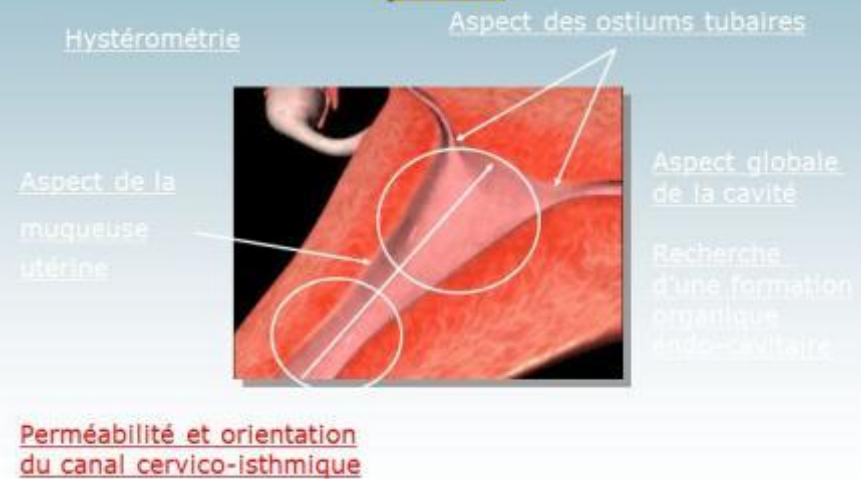 Hystérométrie
Aspect des ostiums tubaires
Aspect de la
muqueuse
utérine
Aspect globale
de la cavité
Recherche
d'une formation
organique
endo-cavitaire
Perméabilité et orientation
du canal cervico-isthmique